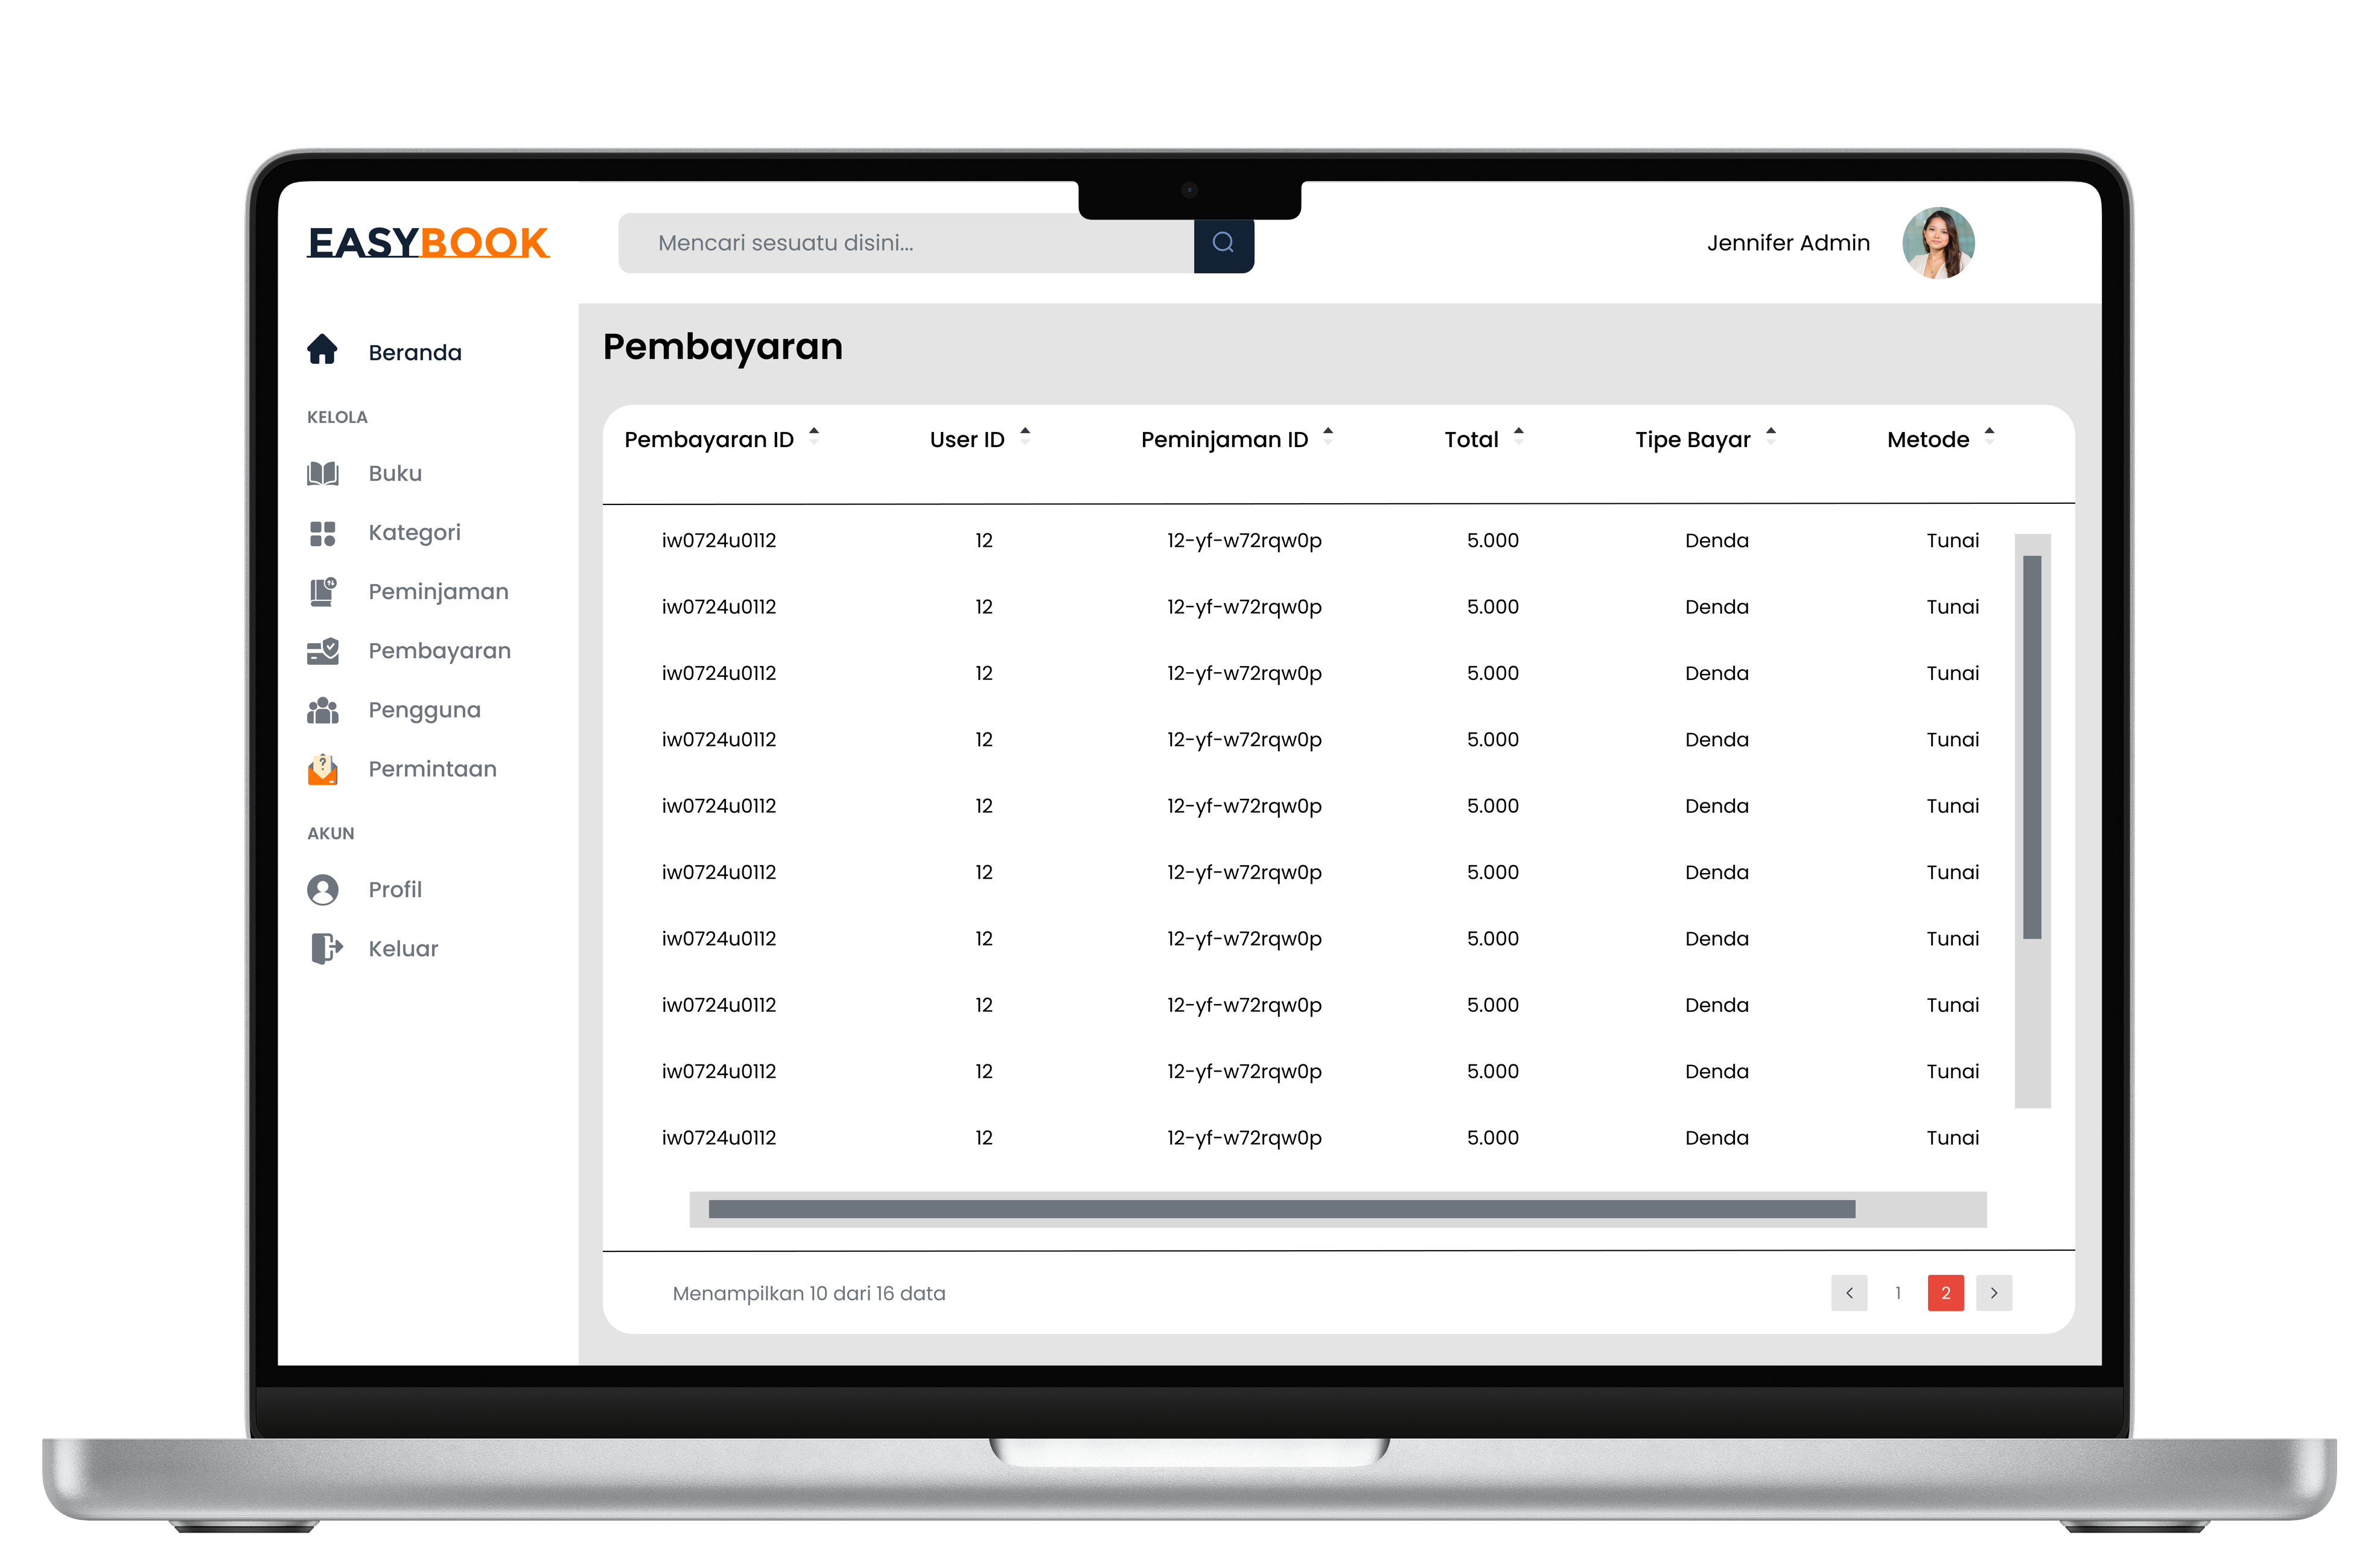 EASYBOOK
Mencari sesuatu disini...
Jennifer Admin
Beranda
KELOLA
Buku
Kategori
Peminjaman
Pembayaran
Pengguna
Permintaan
AKUN
Profil
Keluar
Pembayaran
Pembayaran ID User ID Peminjaman ID Total Tipe Bayar Metode
iw0724u0112 12 12-yf-w72rqw0p 5.000 Denda Tunai
iw0724u0112 12 12-yf-w72rqw0p 5.000 Denda Tunai
iw0724u0112 12 12-yf-w72rqw0p 5.000 Denda Tunai
iw0724u0112 12 12-yf-w72rqw0p 5.000 Denda Tunai
iw0724u0112 12 12-yf-w72rqw0p 5.000 Denda Tunai
iw0724u0112 12 12-yf-w72rqw0p 5.000 Denda Tunai
iw0724u0112 12 12-yf-w72rqw0p 5.000 Denda Tunai
iw0724u0112 12 12-yf-w72rqw0p 5.000 Denda Tunai
iw0724u0112 12 12-yf-w72rqw0p 5.000 Denda Tunai
iw0724u0112 12 12-yf-w72rqw0p 5.000 Denda Tunai
Menampilkan 10 dari 16 data
< 1 2 >